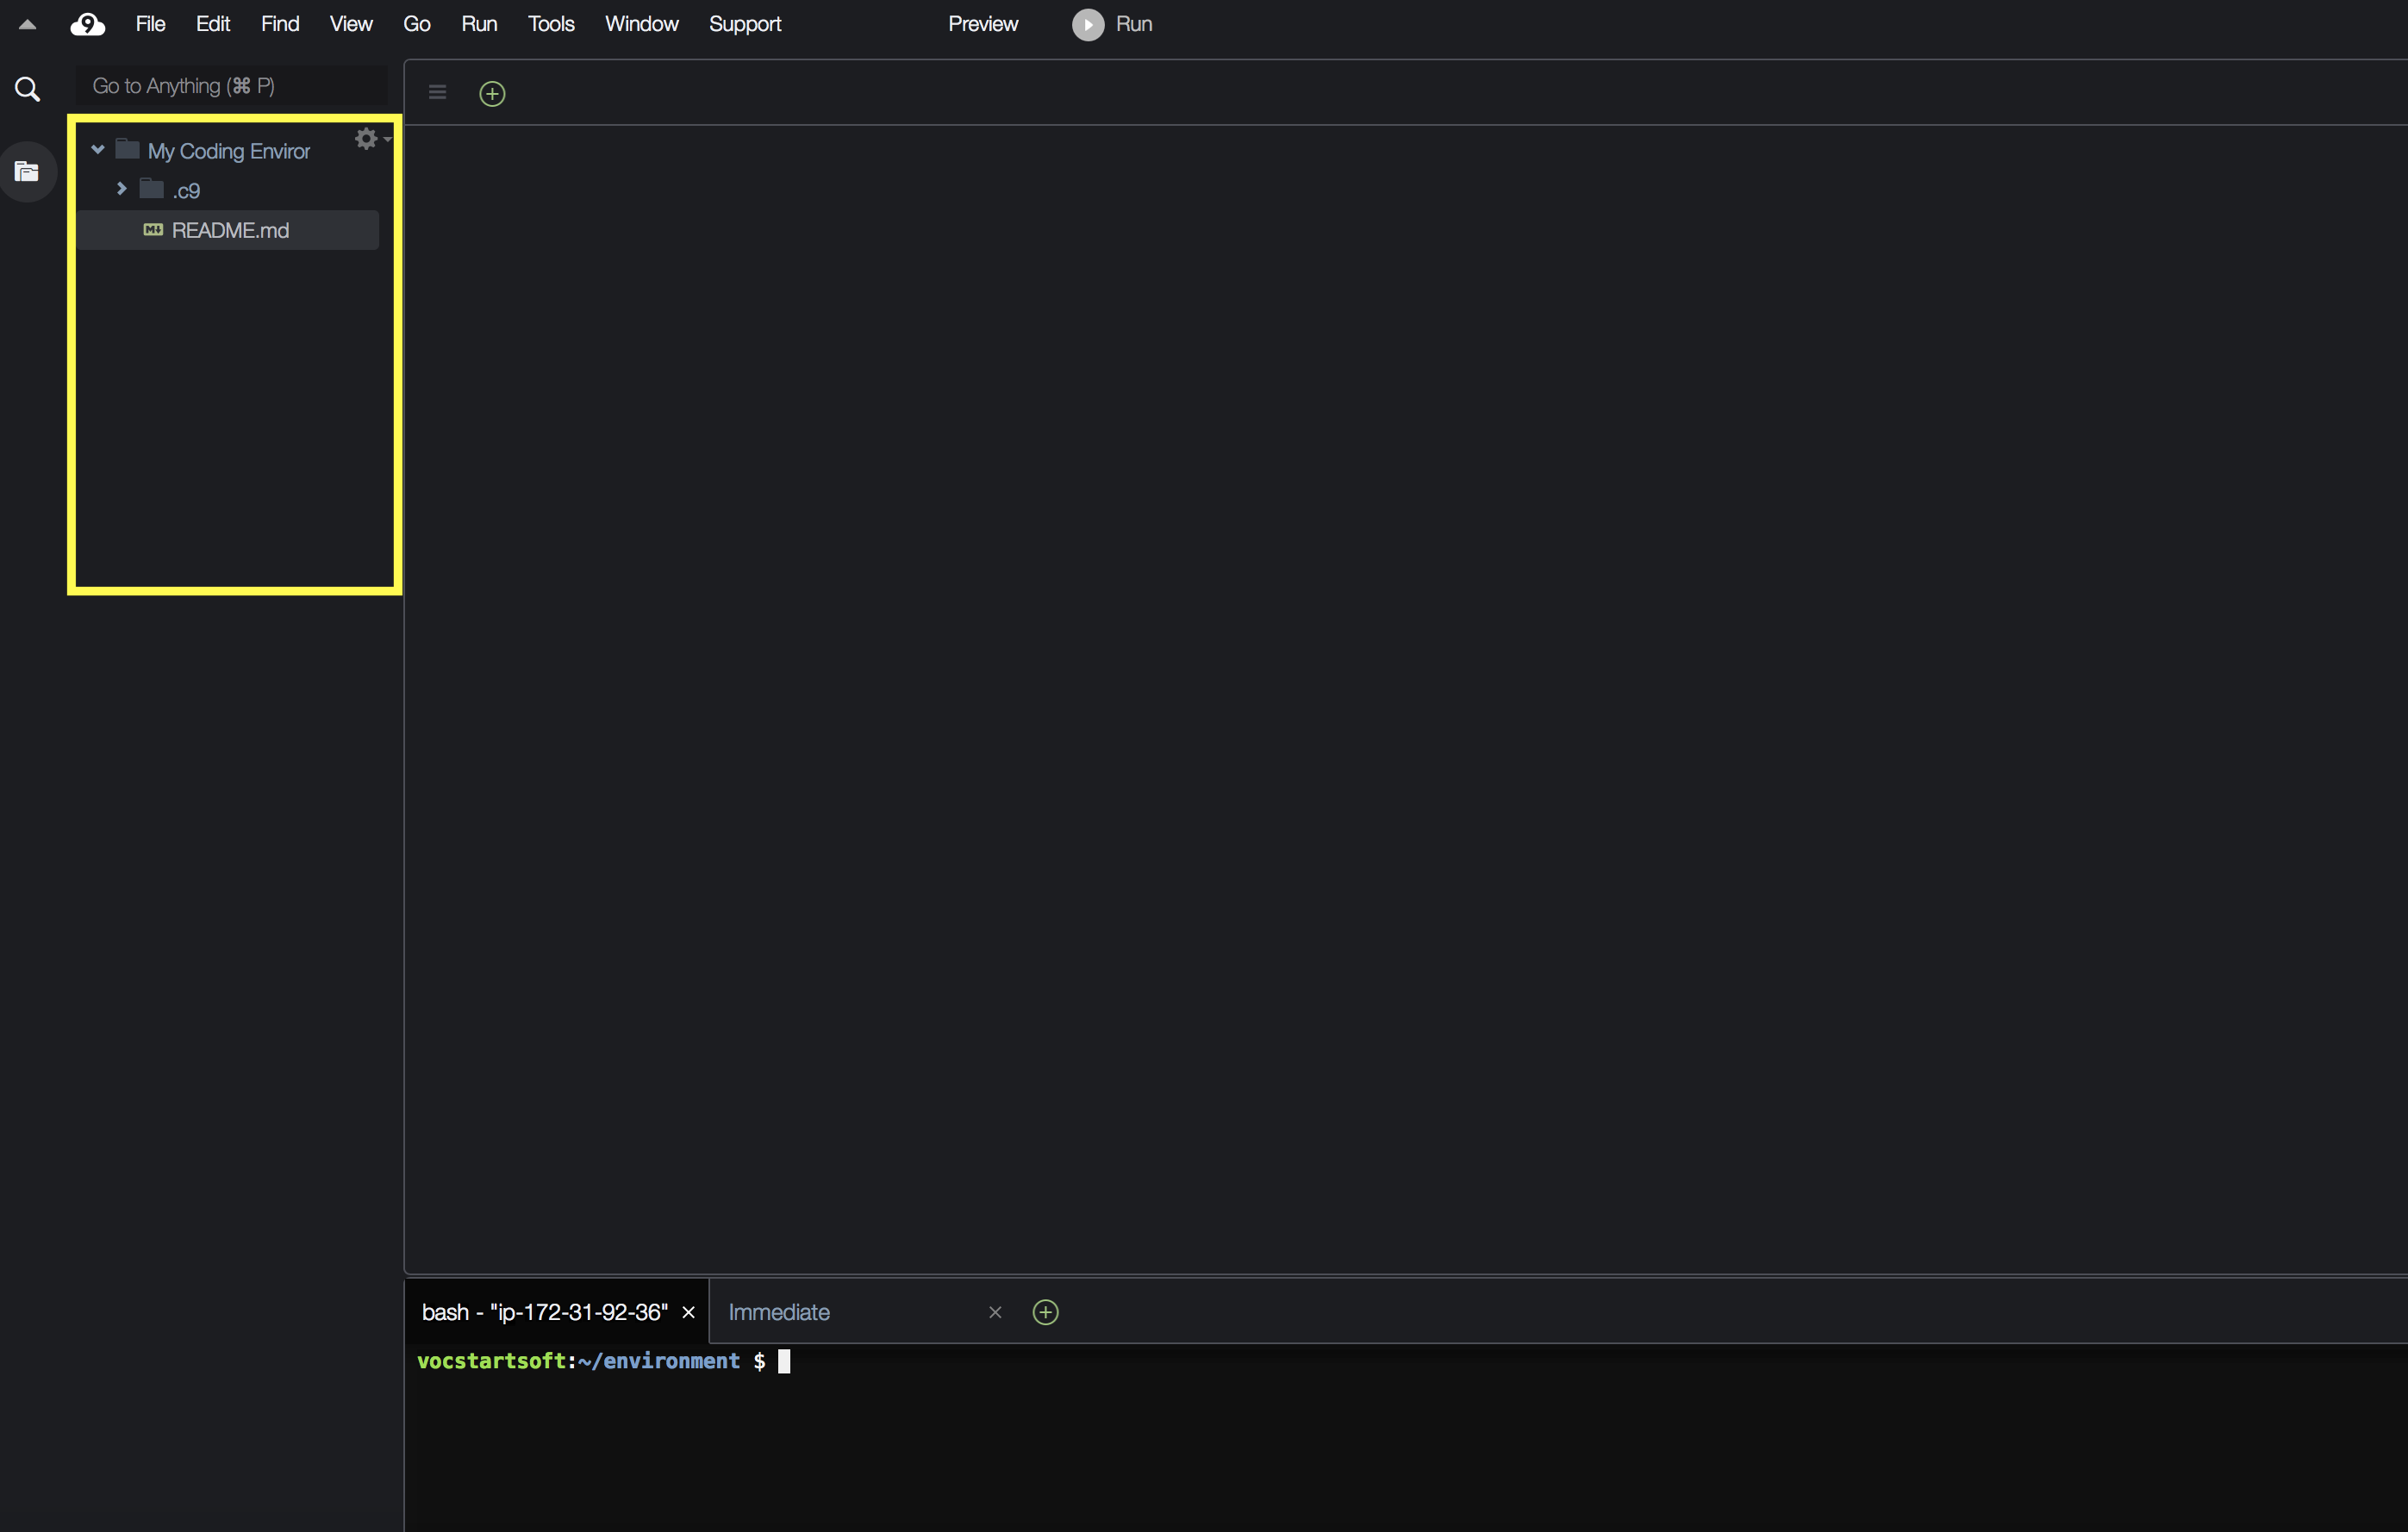 File Edit Find View Go Run Tools Window Support Preview Run
Go to Anything (⌘ P)
My Coding Enviror
.c9
README.md
bash - "ip-172-31-92-36" Immediate
vocstartsoft:~/environment $